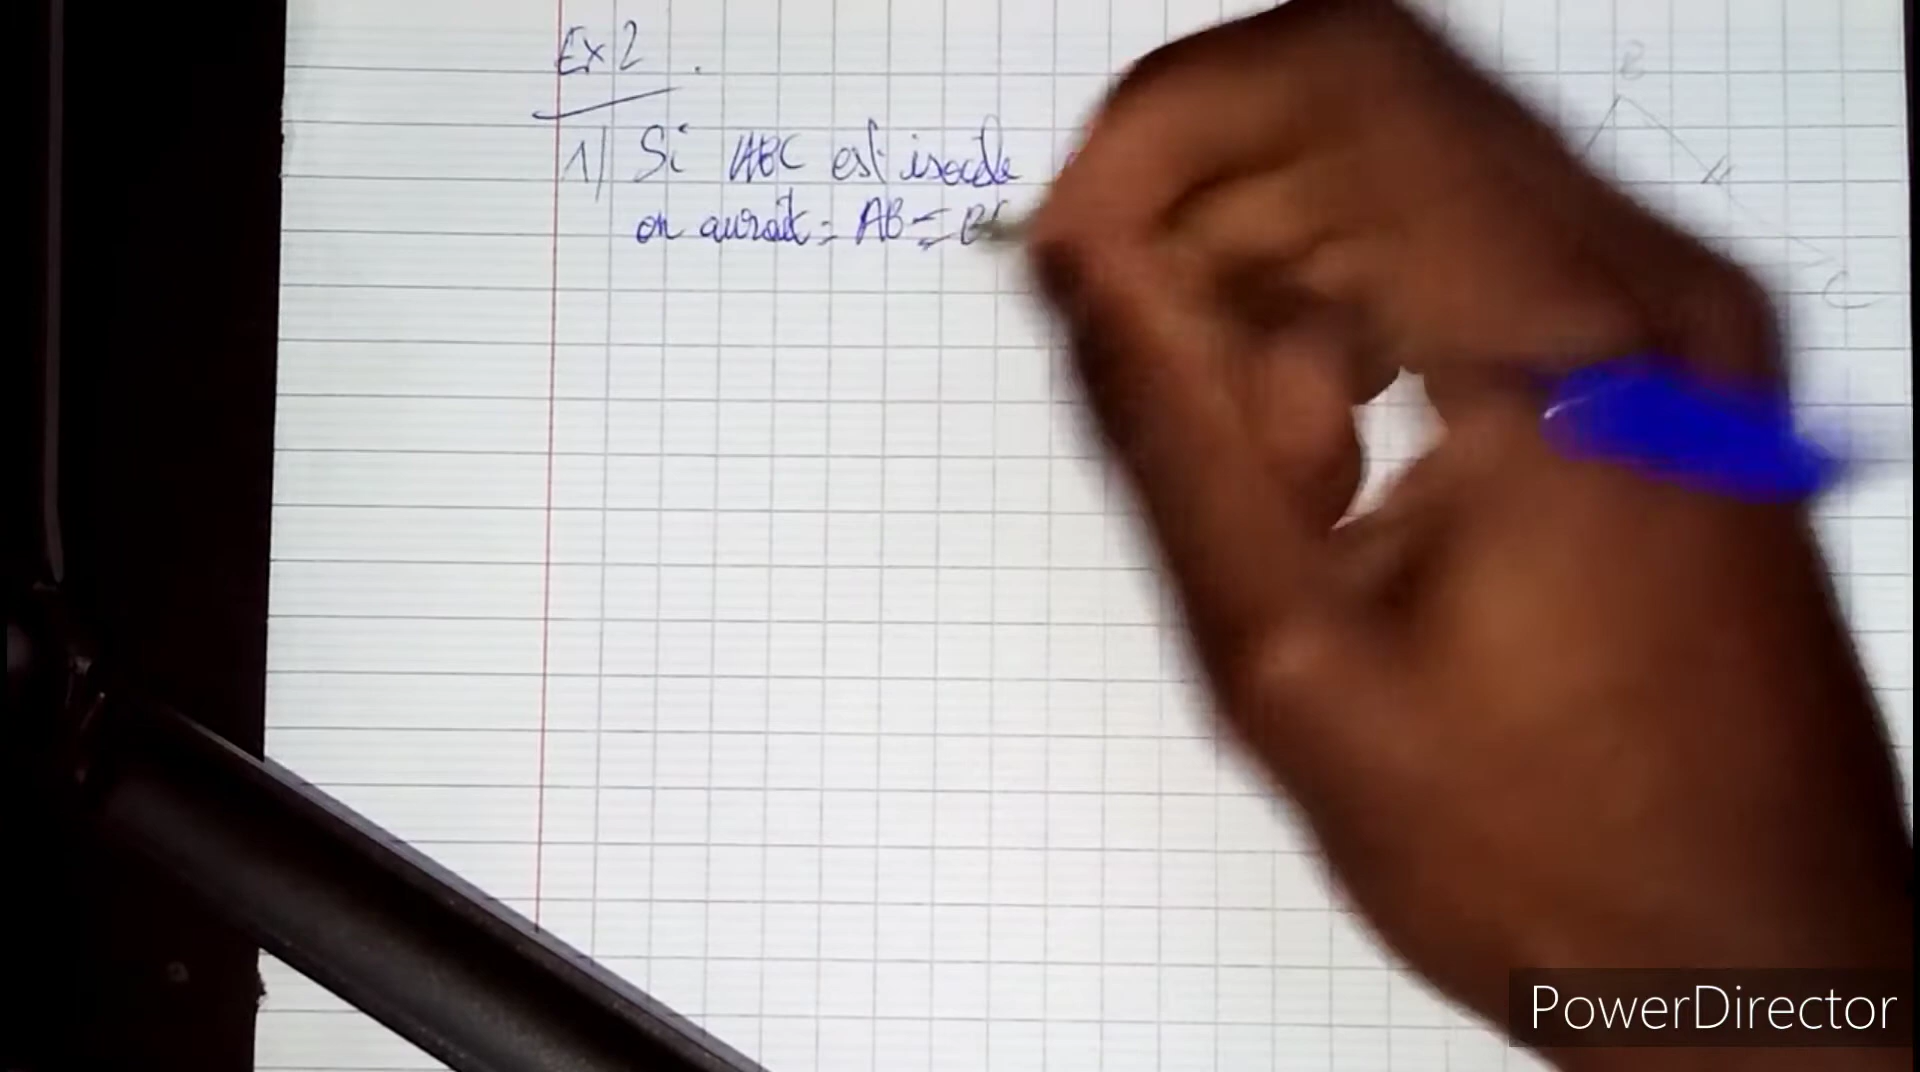 Ex 2.
1) Si ABC est isocèle
on aurait : AB = BC
B
C
PowerDirector